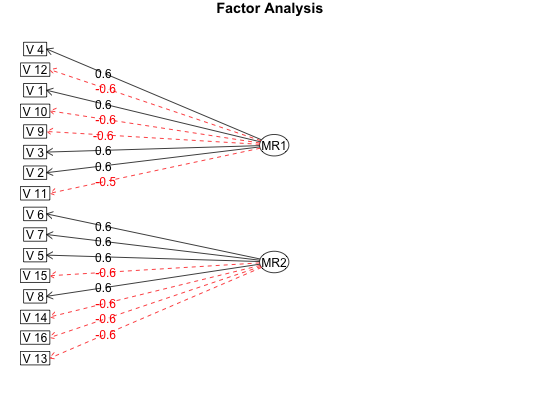 Factor Analysis
V 4
V 12
0.6
V 1
-0.6
0.6
V 10
-0.6
V 9
-0.6
MR1
V 3
0.6
V 2
0.6
V 11
-0.5
V 6
0.6
V 7
0.6
V 5
0.6
MR2
V 15
-0.6
V 8
0.6
V 14
-0.6
V 16
-0.6
V 13
-0.6